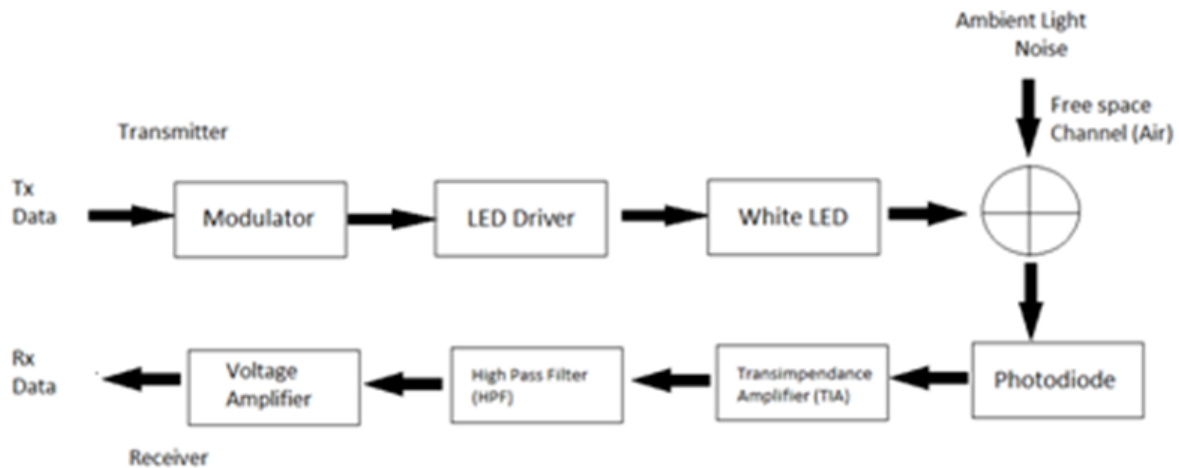 Ambient Light
Noise
Free space
Channel (Air)
Transmitter
Tx
Data
Modulator
LED Driver
White LED
Rx
Data
Voltage
Amplifier
High Pass Filter
(HPF)
Transimpendance
Amplifier (TIA)
Photodiode
Receiver